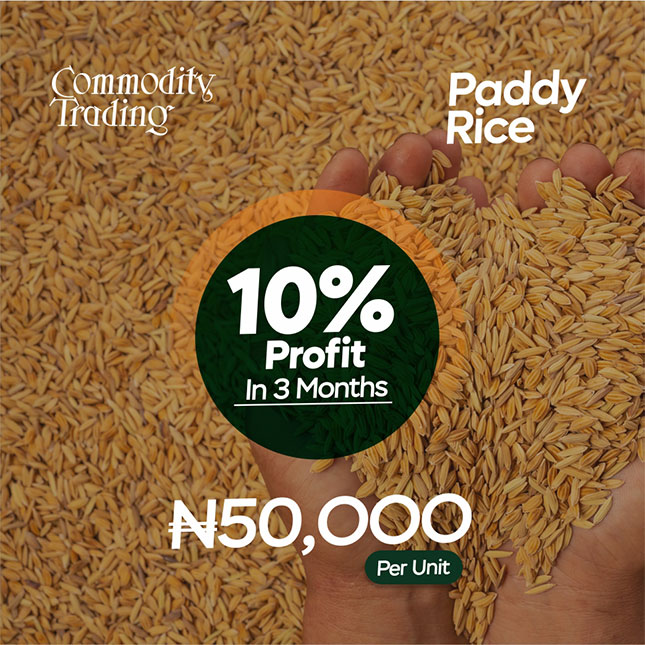 Commodity
Trading
Paddy
Rice
10%
Profit
In 3 Months
₦50,000
Per Unit